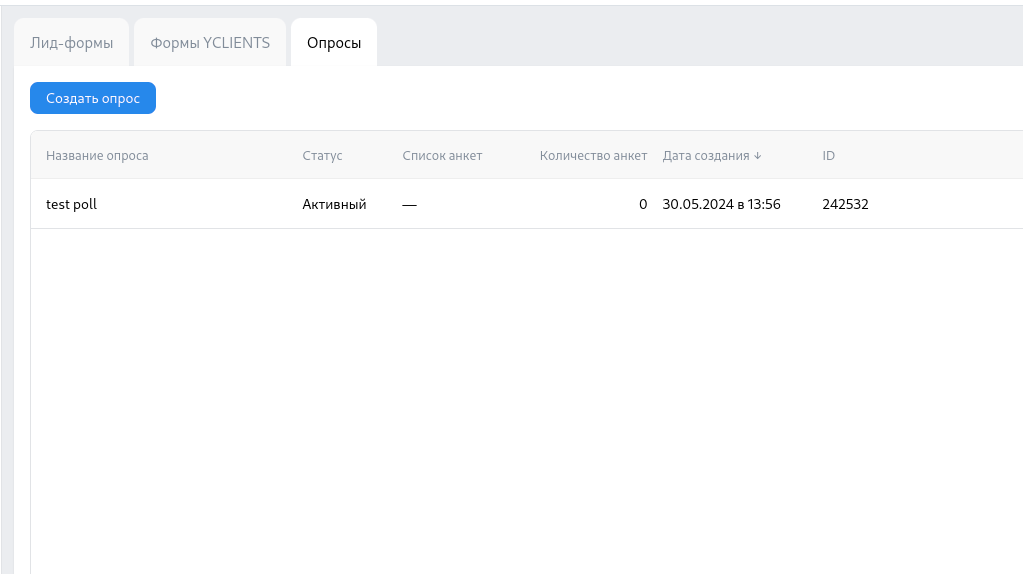 Лид-формы Формы YCLIENTS Опросы
Создать опрос
Название опроса Статус Список анкет Количество анкет Дата создания ↓ ID
test poll Активный — 0 30.05.2024 в 13:56 242532